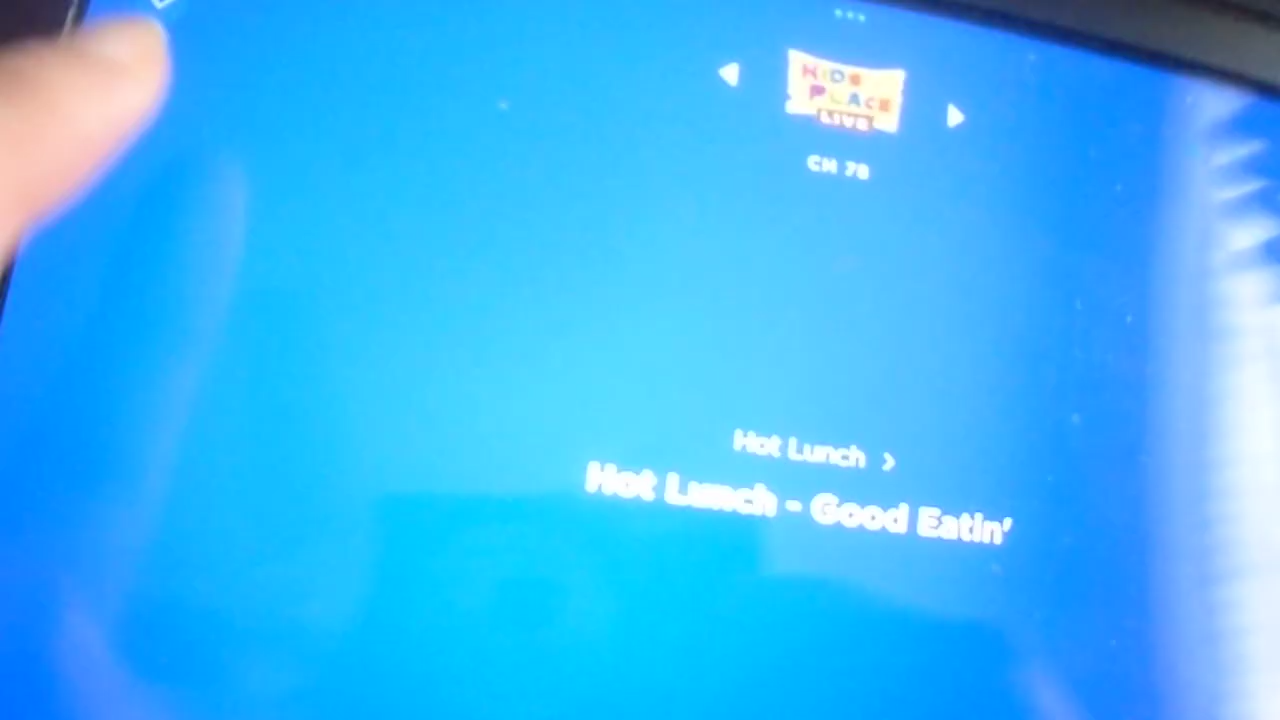 KIDS
PLACE
LIVE
CH 78
Hot Lunch
Hot Lunch - Good Eatin'